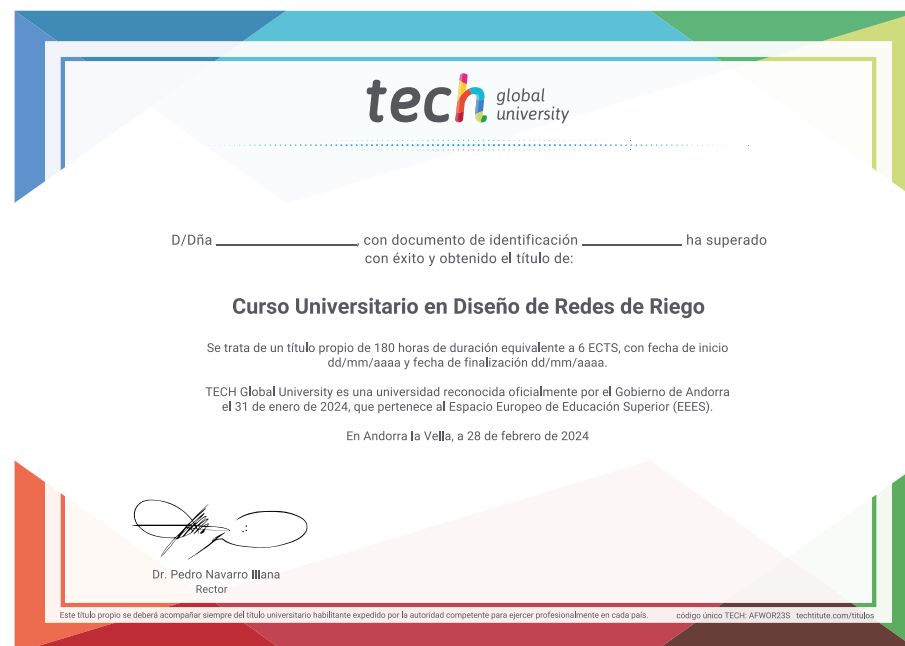 tech global university
D/Dña ______________, con documento de identificación ______________ ha superado
con éxito y obtenido el título de:
Curso Universitario en Diseño de Redes de Riego
Se trata de un título propio de 180 horas de duración equivalente a 6 ECTS, con fecha de inicio
dd/mm/aaaa y fecha de finalización dd/mm/aaaa.
TECH Global University es una universidad reconocida oficialmente por el Gobierno de Andorra
el 31 de enero de 2024, que pertenece al Espacio Europeo de Educación Superior (EEES).
En Andorra la Vella, a 28 de febrero de 2024
Dr. Pedro Navarro Illana
Rector
Este título propio se deberá acompañar siempre del título universitario habilitante expedido por la autoridad competente para ejercer profesionalmente en cada país. código único TECH: AFWOR23S techtitute.com/titulos